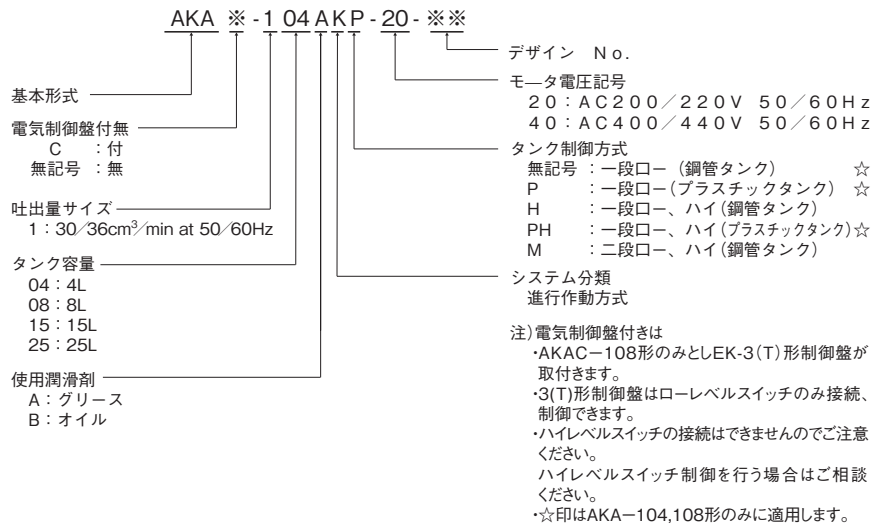 AKA ※ - 1 04 A K P - 20 - ※※
基本形式
電気制御盤付無
C ：付
無記号 ：無
吐出量サイズ
1：30／36cm³／min at 50／60Hz
タンク容量
04：4L
08：8L
15：15L
25：25L
使用潤滑剤
A：グリース
B：オイル
デザイン No.
モ―タ電圧記号
20：AC200／220V 50／60Hz
40：AC400／440V 50／60Hz
タンク制御方式
無記号：一段ロー（鋼管タンク） ☆
P ：一段ロー（プラスチックタンク） ☆
H ：一段ロー、ハイ（鋼管タンク）
PH ：一段ロー、ハイ（プラスチックタンク）☆
M ：二段ロー、ハイ（鋼管タンク）
システム分類
進行作動方式
注）電気制御盤付きは
・AKAC－108形のみとしEK-3（T）形制御盤が
取付きます。
・3(T)形制御盤はローレベルスイッチのみ接続、
制御できます。
・ハイレベルスイッチの接続はできませんのでご注意
ください。
ハイレベルスイッチ制御を行う場合はご相談
ください。
・☆印はAKA－104,108形のみに適用します。